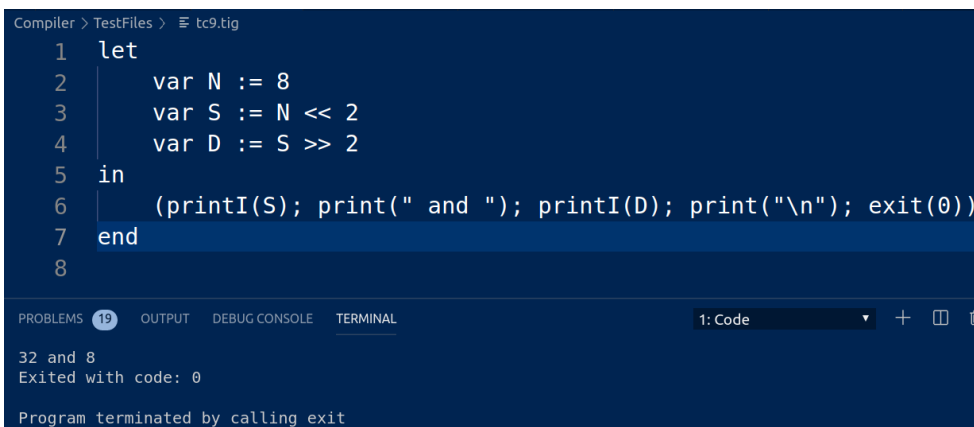 Compiler > TestFiles > tc9.tig
1 let
2 var N := 8
3 var S := N << 2
4 var D := S >> 2
5 in
6 (printI(S); print(" and "); printI(D); print("\n"); exit(0))
7 end
8
PROBLEMS 19 OUTPUT DEBUG CONSOLE TERMINAL 1: Code
32 and 8
Exited with code: 0
Program terminated by calling exit